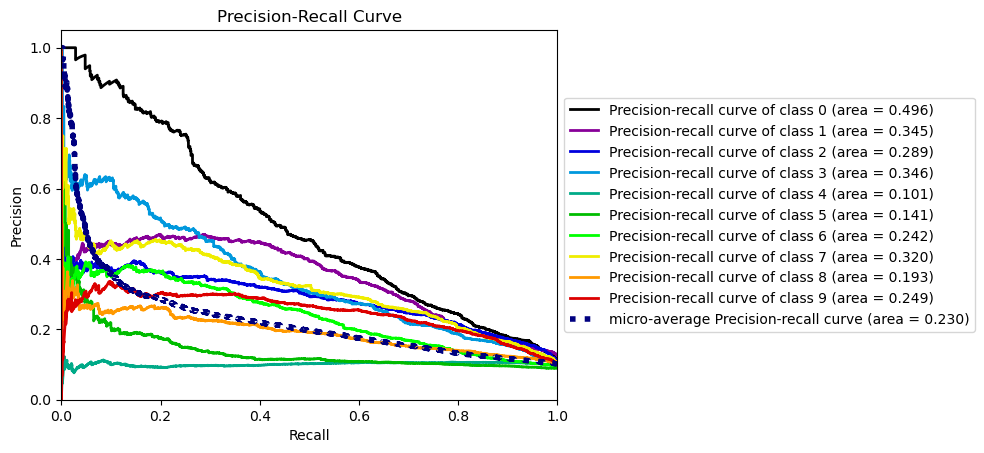 Precision-Recall Curve
1.0
0.8
0.6
0.4
0.2
0.0
Precision
0.0 0.2 0.4 0.6 0.8 1.0
Recall
Precision-recall curve of class 0 (area = 0.496)
Precision-recall curve of class 1 (area = 0.345)
Precision-recall curve of class 2 (area = 0.289)
Precision-recall curve of class 3 (area = 0.346)
Precision-recall curve of class 4 (area = 0.101)
Precision-recall curve of class 5 (area = 0.141)
Precision-recall curve of class 6 (area = 0.242)
Precision-recall curve of class 7 (area = 0.320)
Precision-recall curve of class 8 (area = 0.193)
Precision-recall curve of class 9 (area = 0.249)
micro-average Precision-recall curve (area = 0.230)